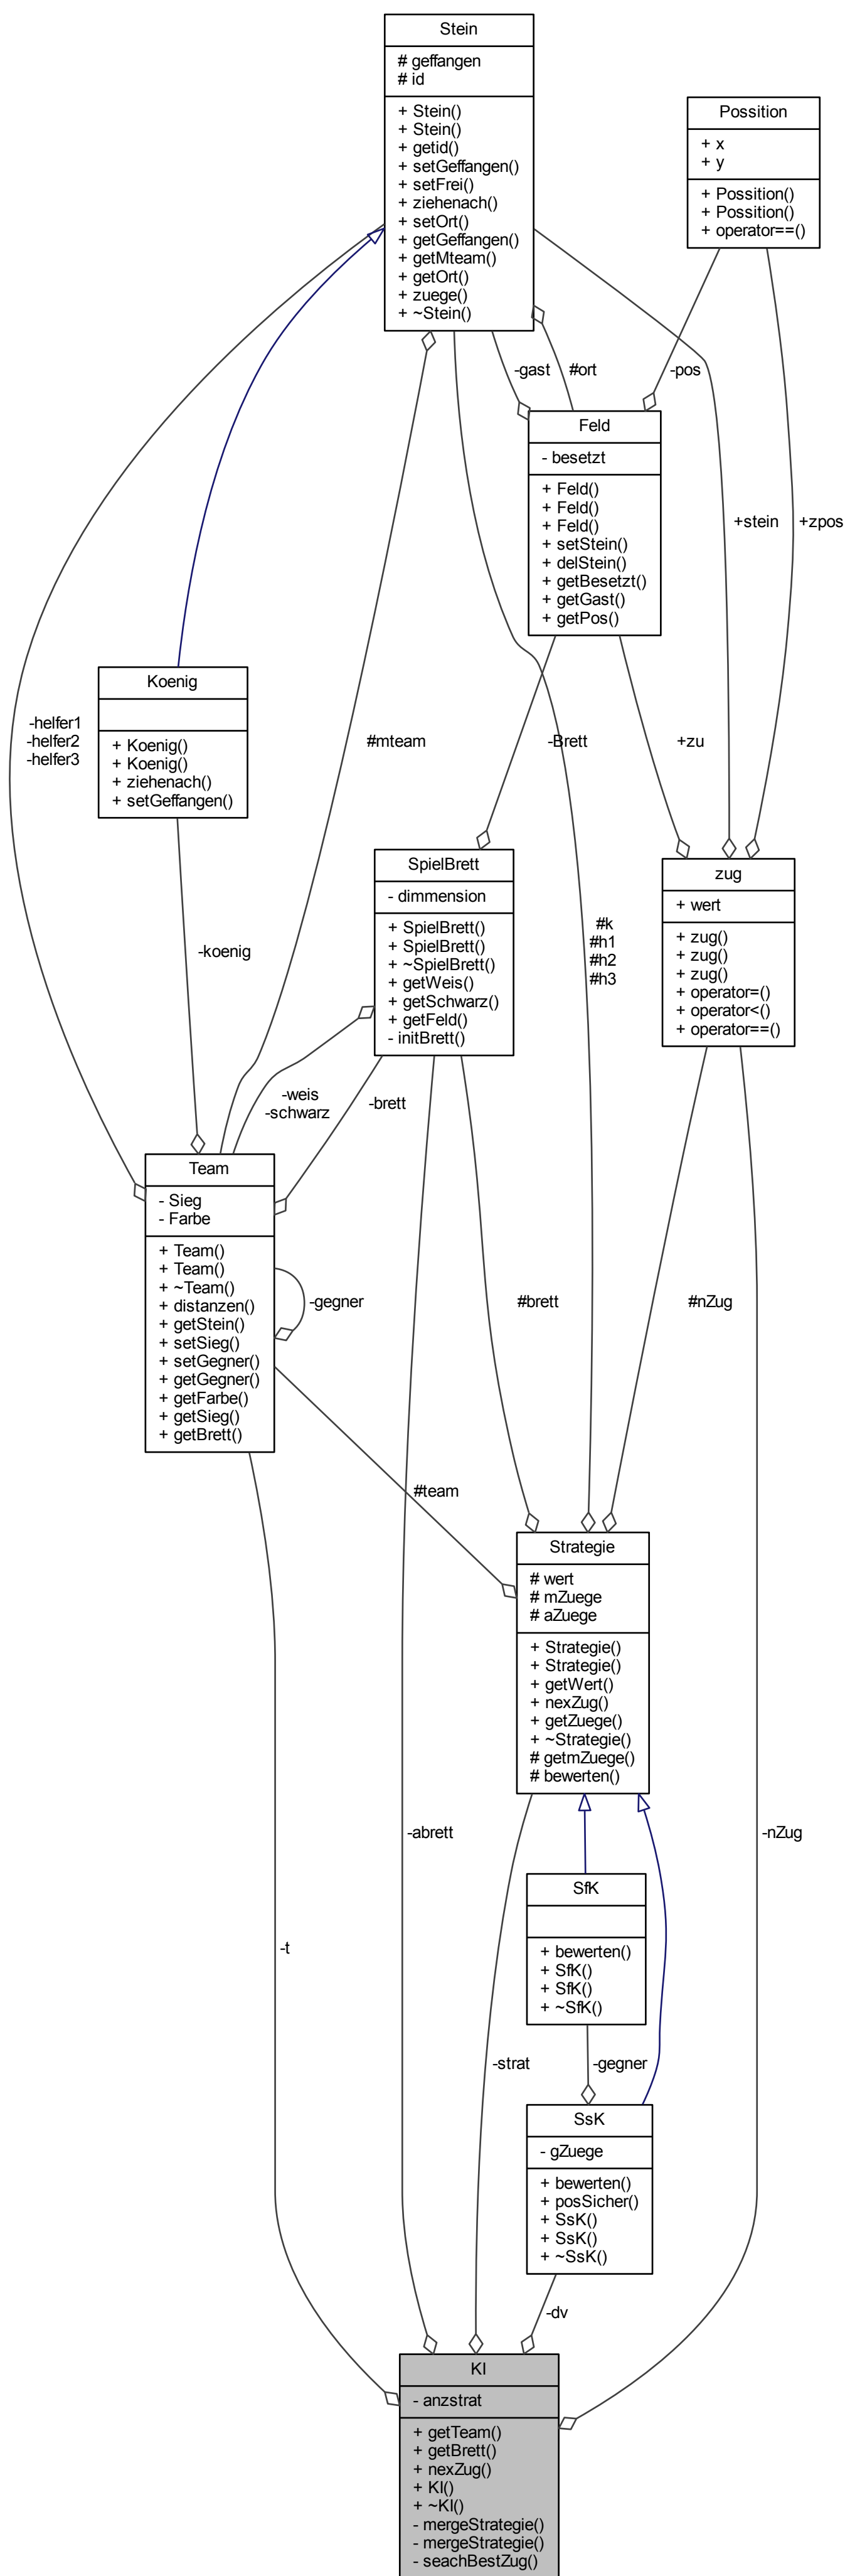 Stein
# geffangen
# id
+ Stein()
+ Stein()
+ getid()
+ setGeffangen()
+ setFrei()
+ ziehenach()
+ setOrt()
+ getGeffangen()
+ getMteam()
+ getOrt()
+ zuege()
+ ~Stein()
Possition
+ x
+ y
+ Possition()
+ Possition()
+ operator==()
-gast
#ort
-pos
Feld
- besetzt
+ Feld()
+ Feld()
+ Feld()
+ setStein()
+ delStein()
+ getBesetzt()
+ getGast()
+ getPos()
+stein
+zpos
Koenig
+ Koenig()
+ Koenig()
+ ziehenach()
+ setGeffangen()
-helfer1
-helfer2
-helfer3
#mteam
-Brett
+zu
SpielBrett
- dimmension
+ SpielBrett()
+ SpielBrett()
+ ~SpielBrett()
+ getWeis()
+ getSchwarz()
+ getFeld()
- initBrett()
zug
+ wert
+ zug()
+ zug()
+ zug()
+ operator=()
+ operator<()
+ operator==()
-koenig
#k
#h1
#h2
#h3
-weis
-schwarz
-brett
Team
- Sieg
- Farbe
+ Team()
+ Team()
+ ~Team()
+ distanzen()
+ getStein()
+ setSieg()
+ setGegner()
+ getGegner()
+ getFarbe()
+ getSieg()
+ getBrett()
-gegner
#brett
#nZug
#team
Strategie
# wert
# mZuege
# aZuege
+ Strategie()
+ Strategie()
+ getWert()
+ nexZug()
+ getZuege()
+ ~Strategie()
# getmZuege()
# bewerten()
-abrett
-nZug
SfK
+ bewerten()
+ SfK()
+ SfK()
+ ~SfK()
-t
-strat
-gegner
SsK
- gZuege
+ bewerten()
+ posSicher()
+ SsK()
+ SsK()
+ ~SsK()
-dv
KI
- anzstrat
+ getTeam()
+ getBrett()
+ nexZug()
+ KI()
+ ~KI()
- mergeStrategie()
- mergeStrategie()
- seachBestZug()